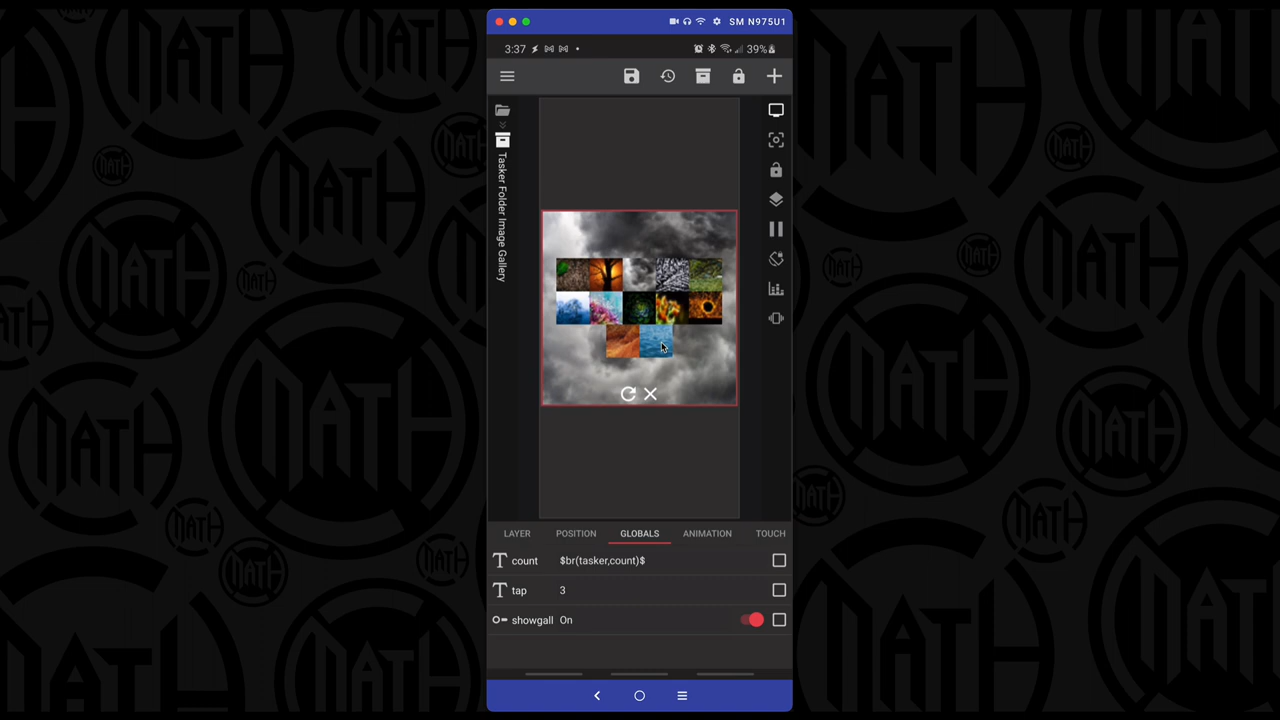 SM N975U1
3:37
39%
Tasker Folder Image Gallery
LAYER POSITION GLOBALS ANIMATION TOUCH
count $br(tasker,count)$
tap 3
showgall On